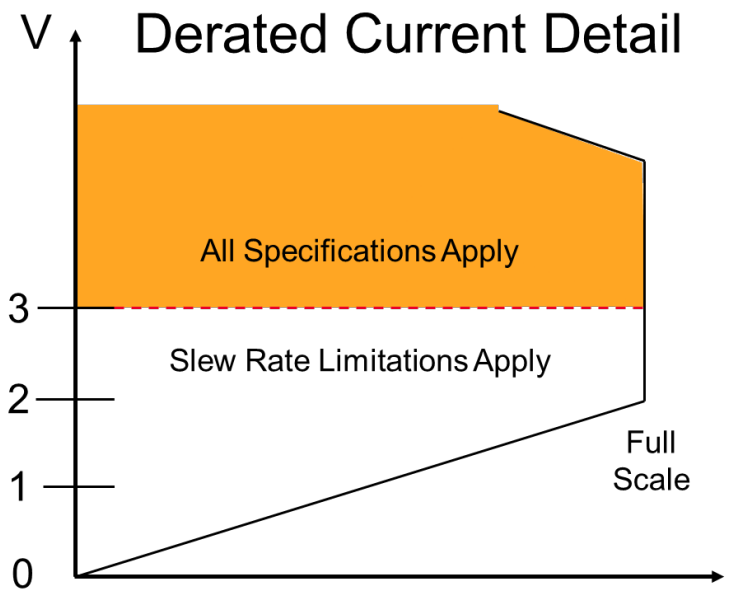 V
Derated Current Detail
All Specifications Apply
3
Slew Rate Limitations Apply
2
Full
Scale
1
0